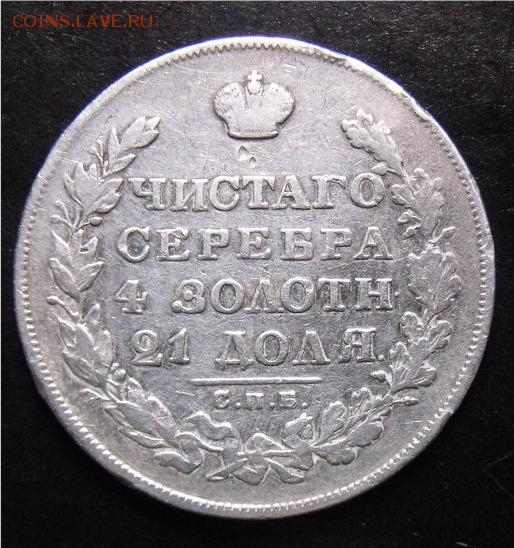 COINS.LAVE.RU
ЧИСТАГО
СЕРЕБРА
4 ЗОЛОТН.
21 ДОЛЯ.
С.П.Б.